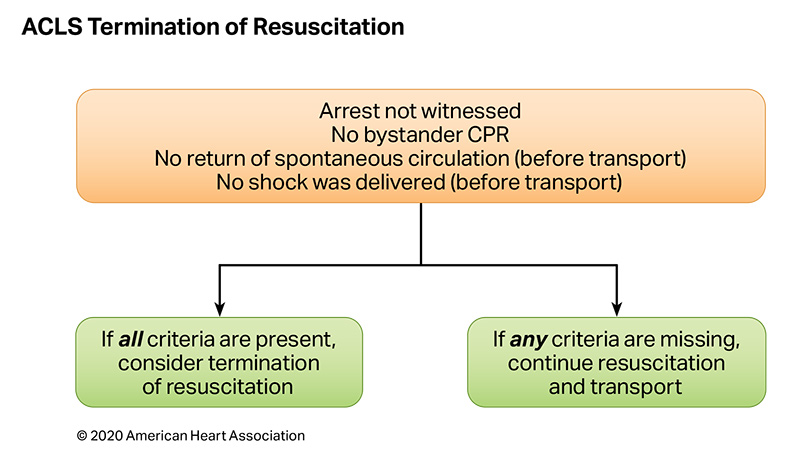 ACLS Termination of Resuscitation
Arrest not witnessed
No bystander CPR
No return of spontaneous circulation (before transport)
No shock was delivered (before transport)
If all criteria are present,
consider termination
of resuscitation
If any criteria are missing,
continue resuscitation
and transport
© 2020 American Heart Association